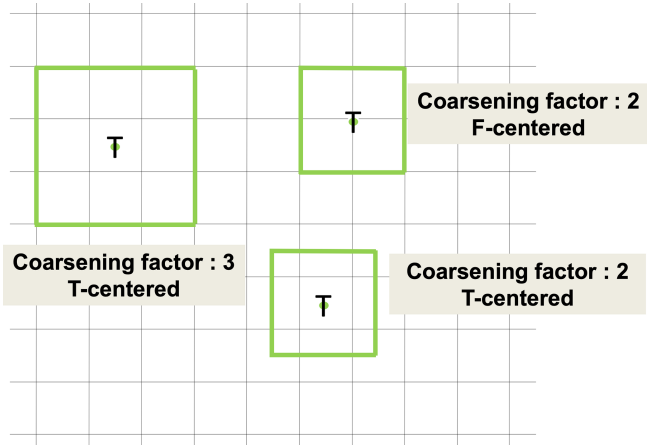 T
T
Coarsening factor : 2
F-centered
Coarsening factor : 3
T-centered
T
Coarsening factor : 2
T-centered